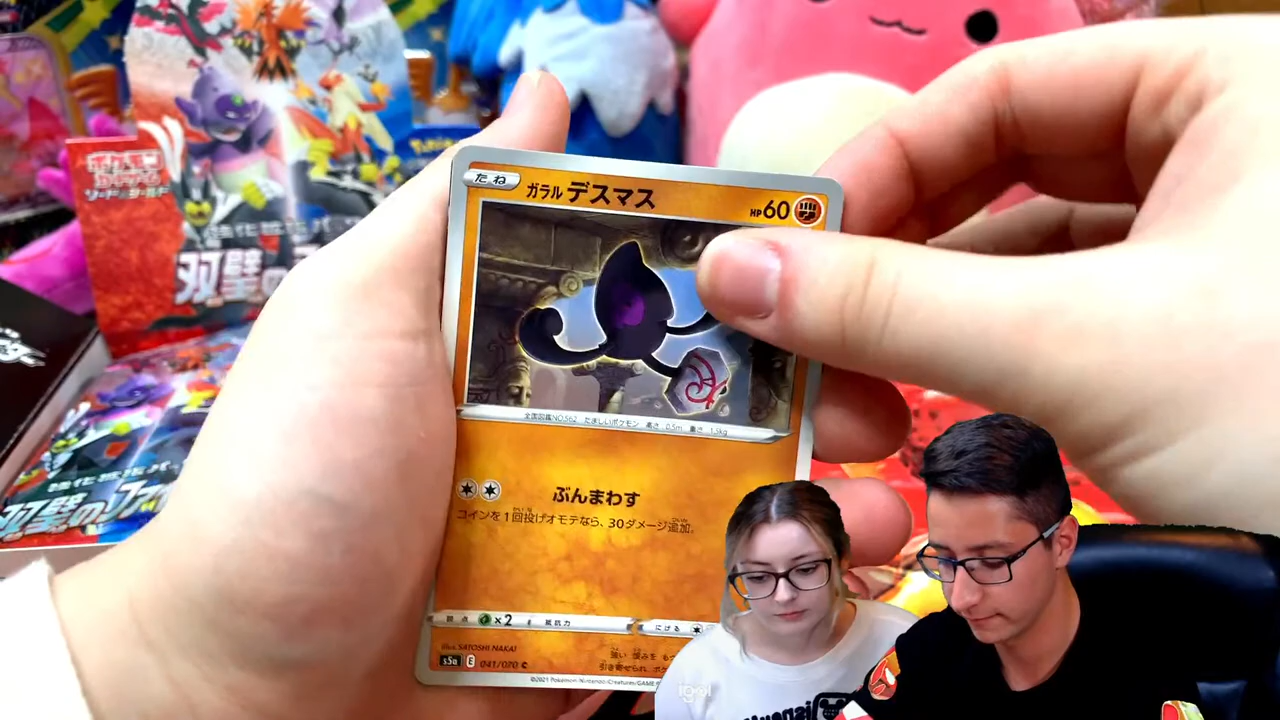 たね
ガラル デスマス
HP60
全国図鑑NO.562 たましいポケモン 高さ 0.5m 重さ 1.5kg
ぶんまわす
コインを1回投げオモテなら、30ダメージ追加。
弱点 ×2 抵抗力
にげる
illus. SATOSHI NAKAI
s5a E 041/070 C
©2021 Pokémon/Nintendo/Creatures/GAME
ポケモン
カードゲーム
ソード&シールド
双璧の
双璧のファ